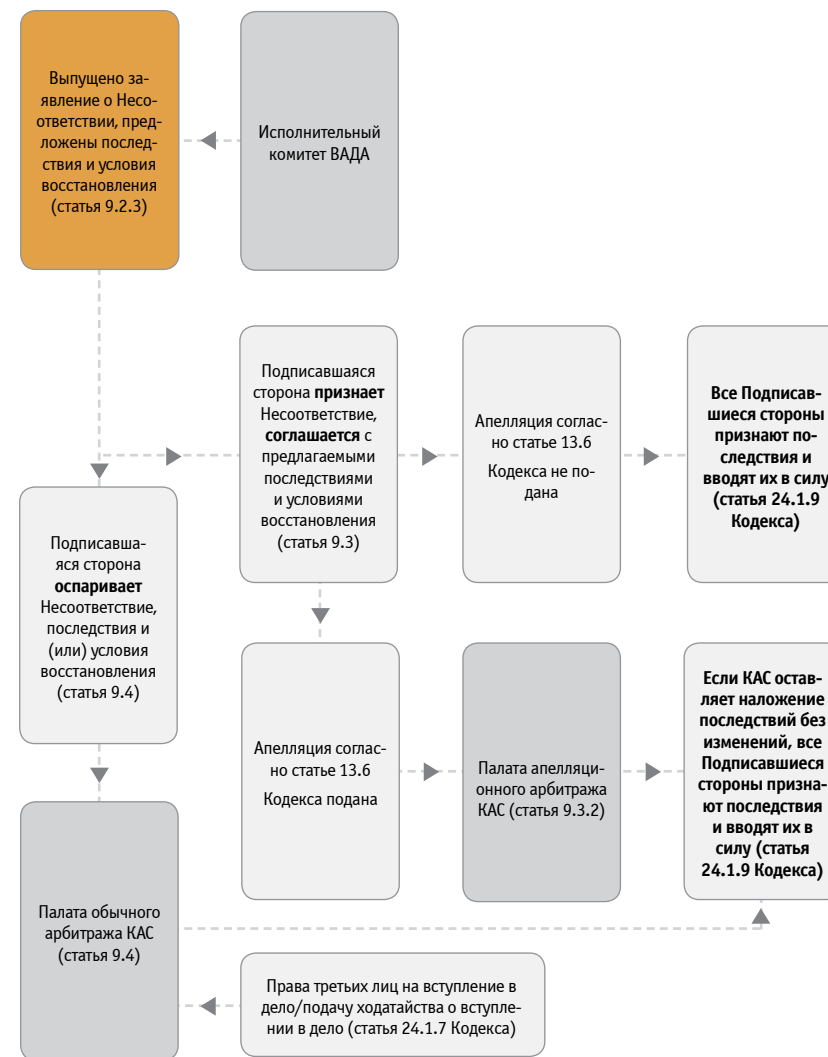 Выпущено за-
явление о Несо-
ответствии, пред-
ложены послед-
ствия и условия
восстановления
(статья 9.2.3)
Исполнительный
комитет ВАДА
Подписавшаяся
сторона признает
Несоответствие,
соглашается с
предлагаемыми
последствиями
и условиями
восстановления
(статья 9.3)
Апелляция соглас-
но статье 13.6
Кодекса не по-
дана
Все Подписав-
шиеся стороны
признают по-
следствия и
вводят их в силу
(статья 24.1.9
Кодекса)
Подписавша-
яся сторона
оспаривает
Несоответствие,
последствия и
(или) условия
восстановления
(статья 9.4)
Апелляция соглас-
но статье 13.6
Кодекса подана
Палата апелляци-
онного арбитража
КАС (статья 9.3.2)
Если КАС остав-
ляет наложение
последствий без
изменений, все
Подписавшиеся
стороны призна-
ют последствия
и вводят их в
силу (статья
24.1.9 Кодекса)
Палата обычного
арбитража КАС
(статья 9.4)
Права третьих лиц на вступление в
дело/подачу ходатайства о вступле-
нии в дело (статья 24.1.7 Кодекса)